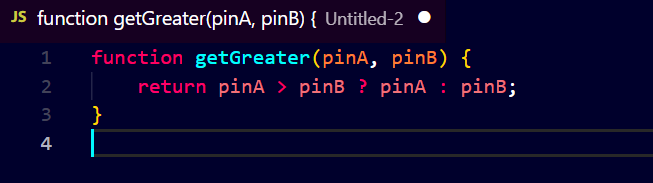 JS function getGreater(pinA, pinB) { Untitled-2
1 function getGreater(pinA, pinB) {
2 return pinA > pinB ? pinA : pinB;
3 }
4